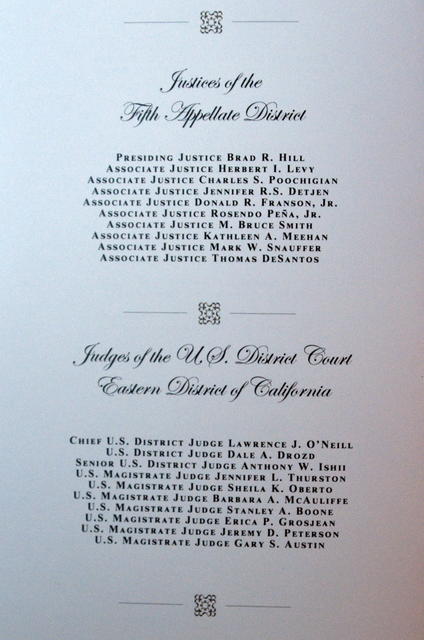 Justices of the
Fifth Appellate District
Presiding Justice Brad R. Hill
Associate Justice Herbert I. Levy
Associate Justice Charles S. Poochigian
Associate Justice Jennifer R.S. Detjen
Associate Justice Donald R. Franson, Jr.
Associate Justice Rosendo Peña, Jr.
Associate Justice M. Bruce Smith
Associate Justice Kathleen A. Meehan
Associate Justice Mark W. Snauffer
Associate Justice Thomas DeSantos
Judges of the U.S. District Court
Eastern District of California
Chief U.S. District Judge Lawrence J. O'Neill
U.S. District Judge Dale A. Drozd
Senior U.S. District Judge Anthony W. Ishii
U.S. Magistrate Judge Jennifer L. Thurston
U.S. Magistrate Judge Sheila K. Oberto
U.S. Magistrate Judge Barbara A. McAuliffe
U.S. Magistrate Judge Stanley A. Boone
U.S. Magistrate Judge Erica P. Grosjean
U.S. Magistrate Judge Jeremy D. Peterson
U.S. Magistrate Judge Gary S. Austin